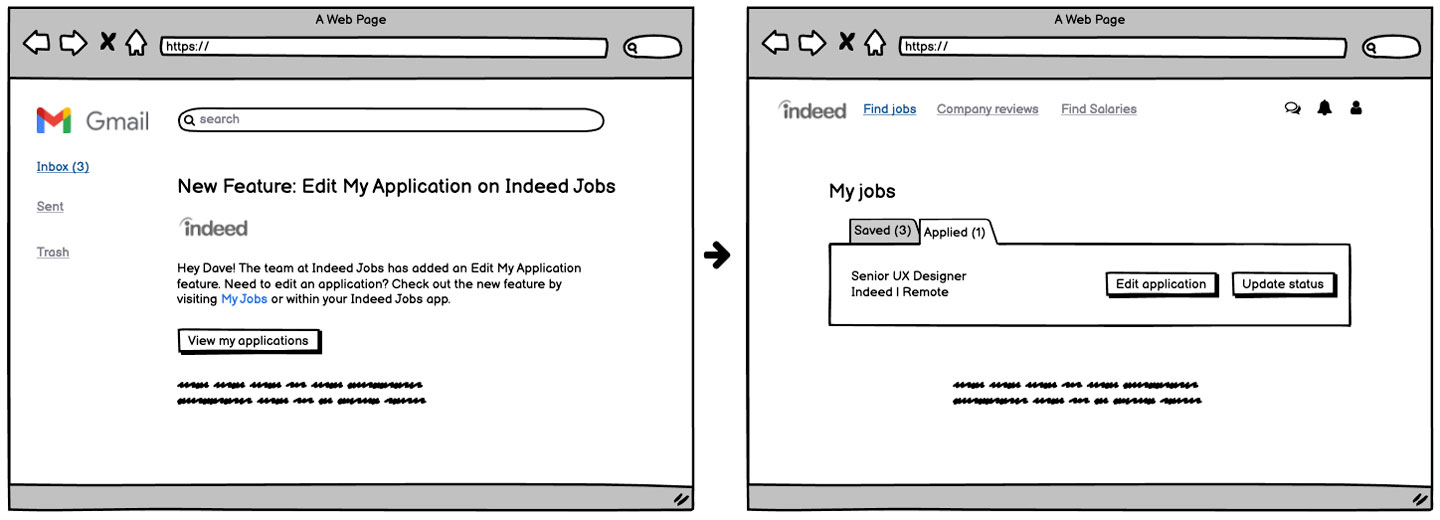 A Web Page
https://
Gmail
search
Inbox (3)
Sent
Trash
New Feature: Edit My Application on Indeed Jobs
indeed
Hey Dave! The team at Indeed Jobs has added an Edit My Application
feature. Need to edit an application? Check out the new feature by
visiting My Jobs or within your Indeed Jobs app.
View my applications
A Web Page
https://
indeed Find jobs Company reviews Find Salaries
My jobs
Saved (3) Applied (1)
Senior UX Designer
Indeed | Remote
Edit application Update status